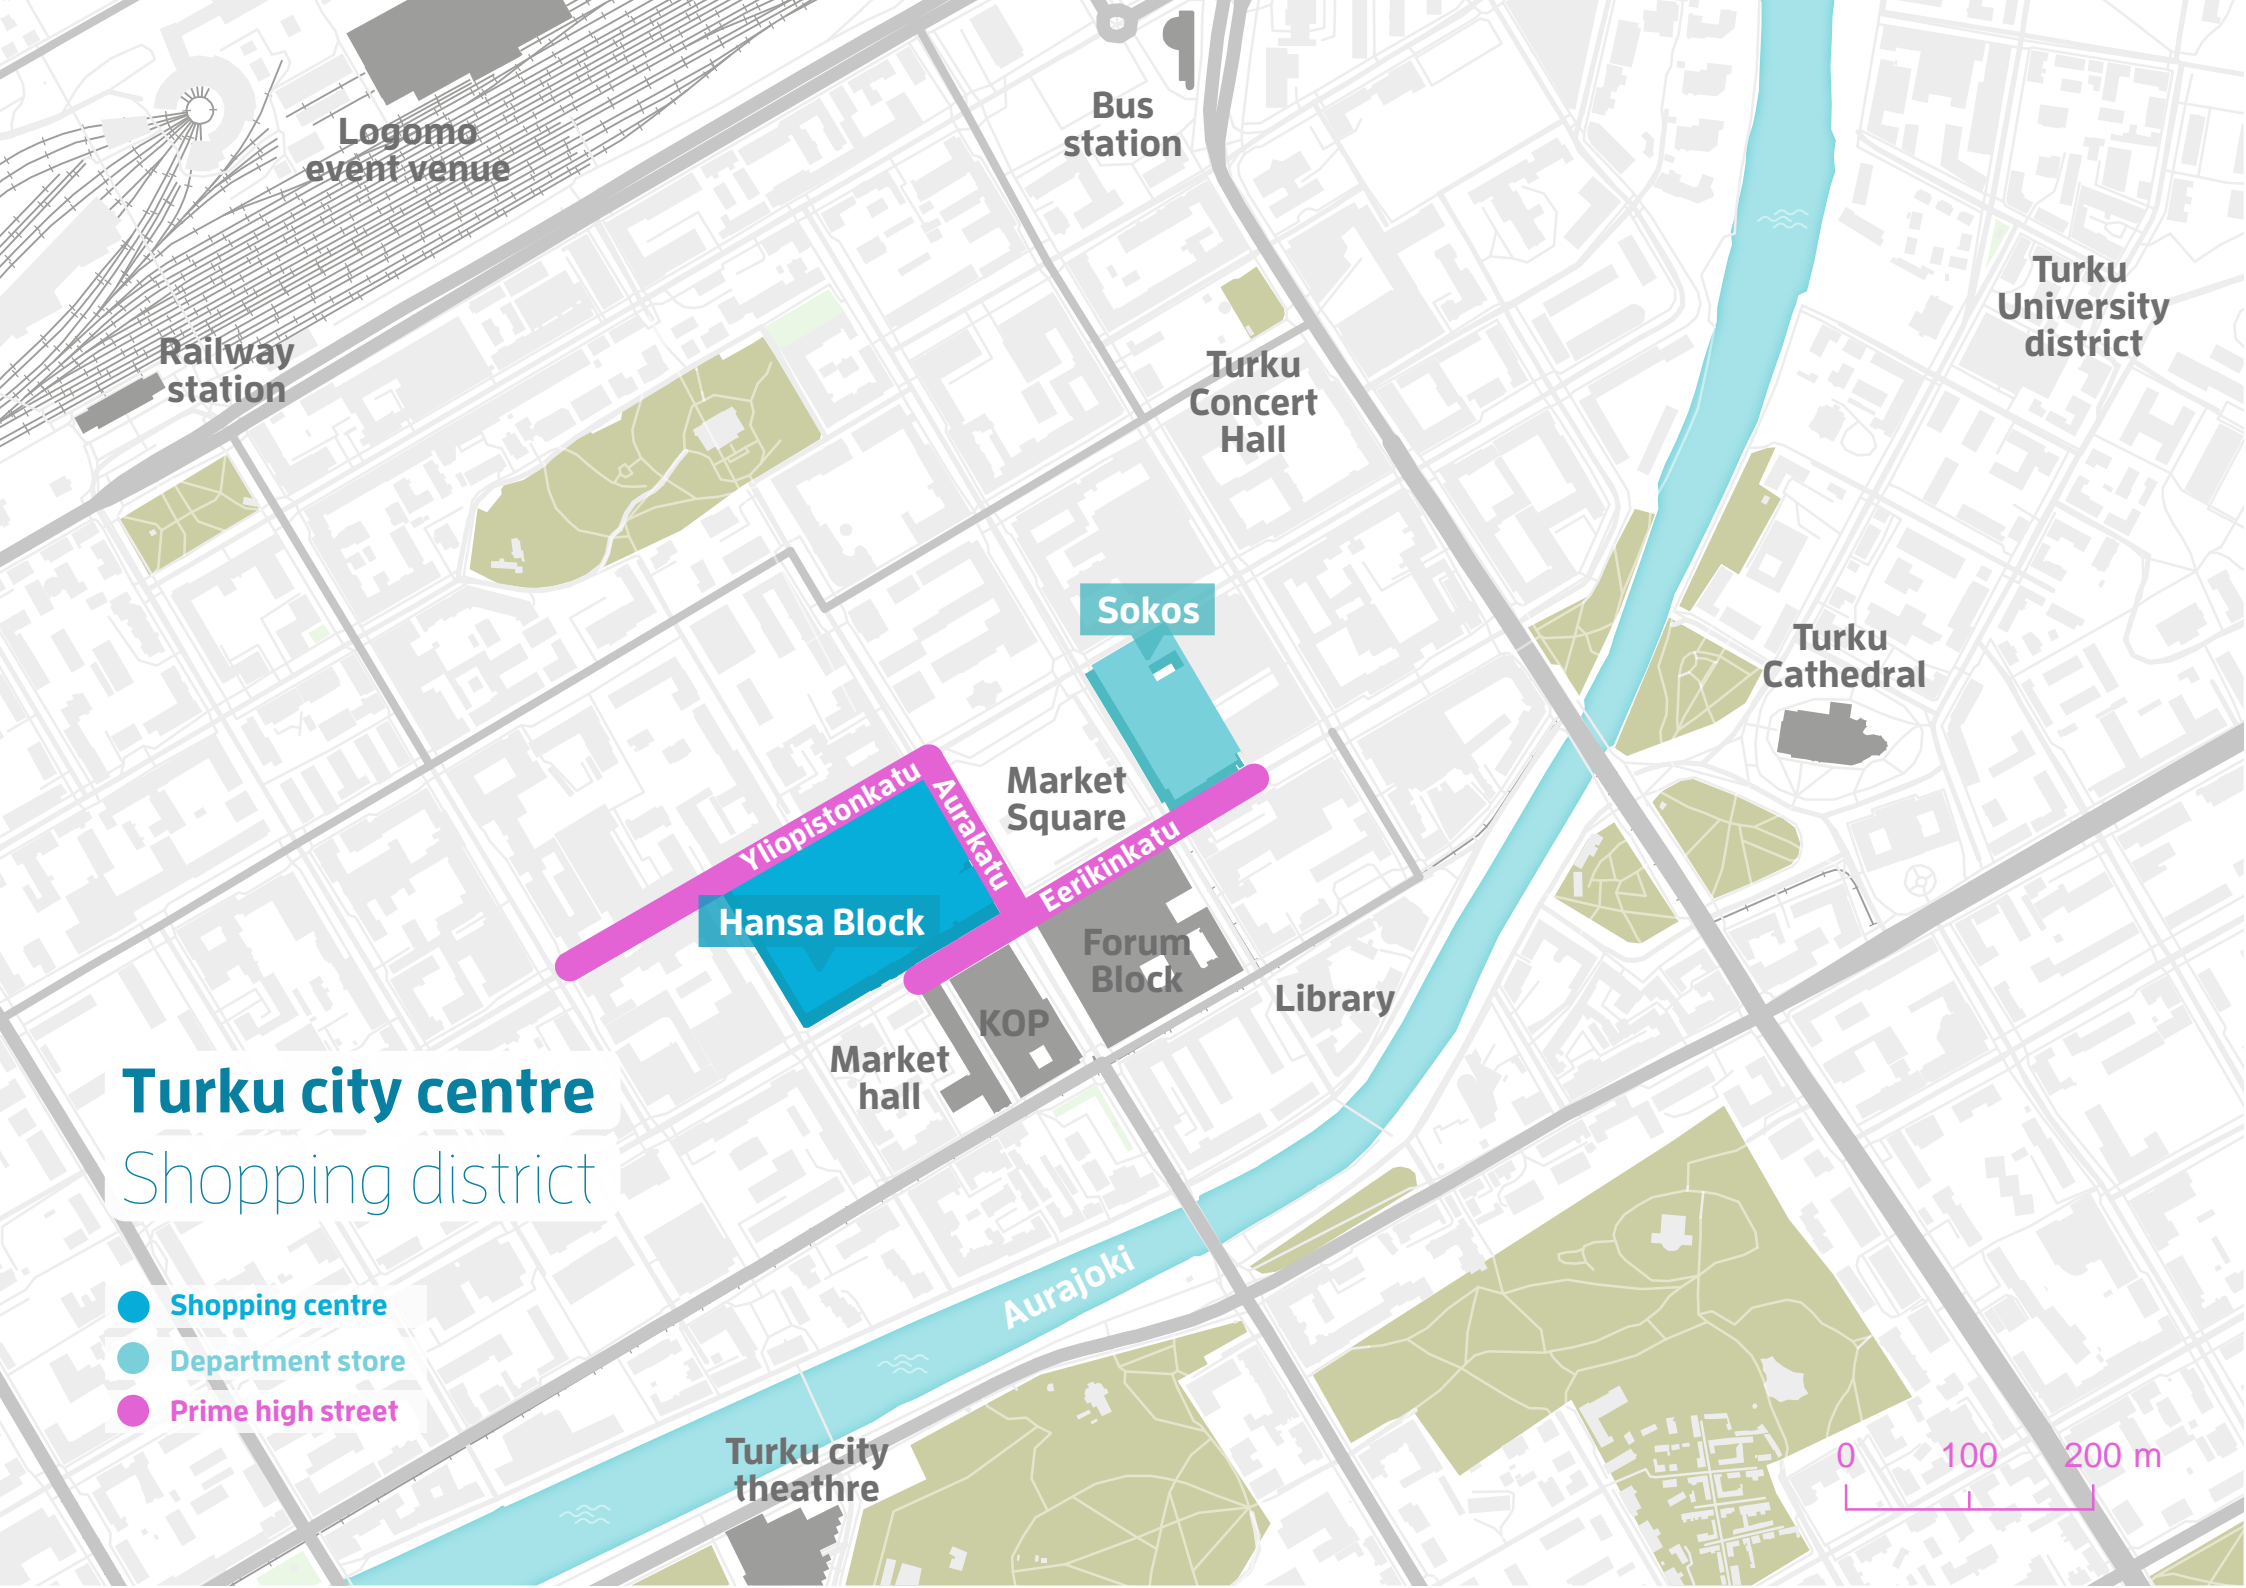 Logomo
event venue
Bus
station
Railway
station
Turku
Concert
Hall
Turku
University
district
Sokos
Turku
Cathedral
Market
Square
Yliopistonkatu
Aurakatu
Eerikinkatu
Hansa Block
Forum
Block
KOP
Library
Market
hall
Turku city centre
Shopping district
Aurajoki
Shopping centre
Department store
Prime high street
Turku city
theathre
0 100 200 m